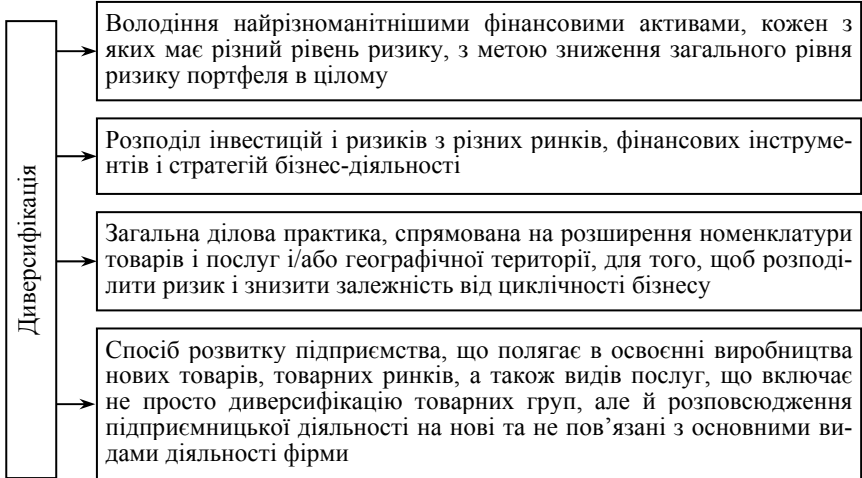 Диверсифікація
Володіння найрізноманітнішими фінансовими активами, кожен з
яких має різний рівень ризику, з метою зниження загального рівня
ризику портфеля в цілому
Розподіл інвестицій і ризиків з різних ринків, фінансових інструме-
нтів і стратегій бізнес-діяльності
Загальна ділова практика, спрямована на розширення номенклатури
товарів і послуг і/або географічної території, для того, щоб розподі-
лити ризик і знизити залежність від циклічності бізнесу
Спосіб розвитку підприємства, що полягає в освоєнні виробництва
нових товарів, товарних ринків, а також видів послуг, що включає
не просто диверсифікацію товарних груп, але й розповсюдження
підприємницької діяльності на нові та не пов’язані з основними ви-
дами діяльності фірми